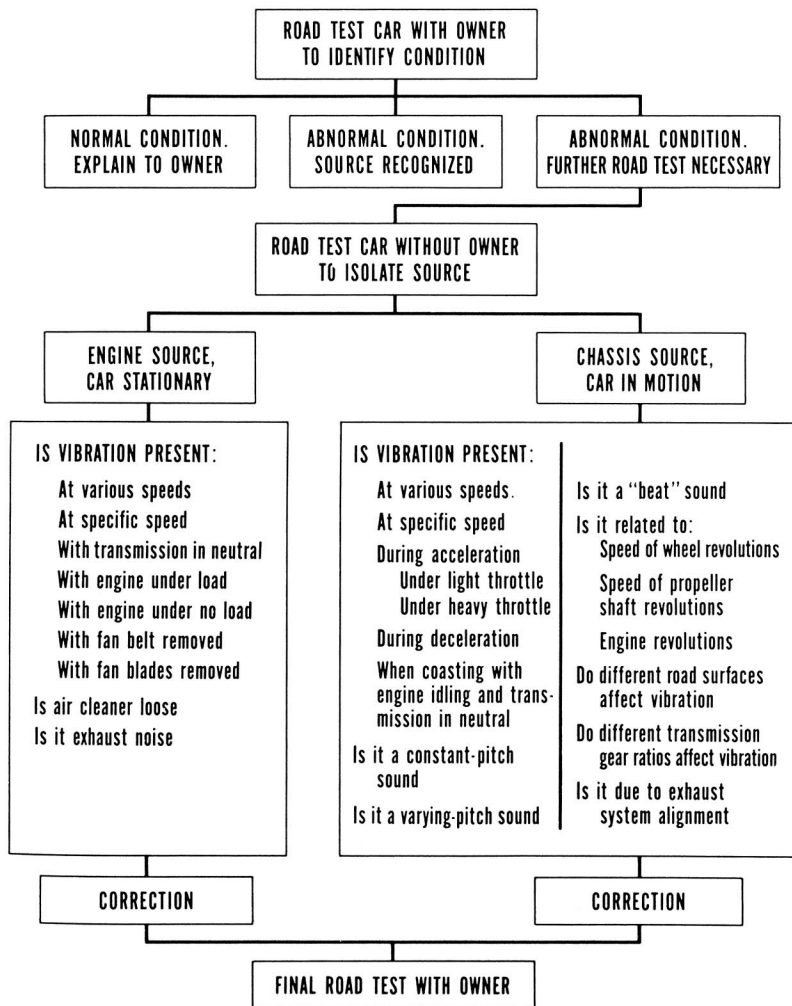 ROAD TEST CAR WITH OWNER
TO IDENTIFY CONDITION
NORMAL CONDITION.
EXPLAIN TO OWNER
ABNORMAL CONDITION.
SOURCE RECOGNIZED
ABNORMAL CONDITION.
FURTHER ROAD TEST NECESSARY
ROAD TEST CAR WITHOUT OWNER
TO ISOLATE SOURCE
ENGINE SOURCE,
CAR STATIONARY
CHASSIS SOURCE,
CAR IN MOTION
IS VIBRATION PRESENT:
At various speeds
At specific speed
With transmission in neutral
With engine under load
With engine under no load
With fan belt removed
With fan blades removed
Is air cleaner loose
Is it exhaust noise
IS VIBRATION PRESENT:
At various speeds.
At specific speed
During acceleration
Under light throttle
Under heavy throttle
During deceleration
When coasting with
engine idling and trans-
mission in neutral
Is it a constant-pitch
sound
Is it a varying-pitch sound
Is it a "beat" sound
Is it related to:
Speed of wheel revolutions
Speed of propeller
shaft revolutions
Engine revolutions
Do different road surfaces
affect vibration
Do different transmission
gear ratios affect vibration
Is it due to exhaust
system alignment
CORRECTION
CORRECTION
FINAL ROAD TEST WITH OWNER